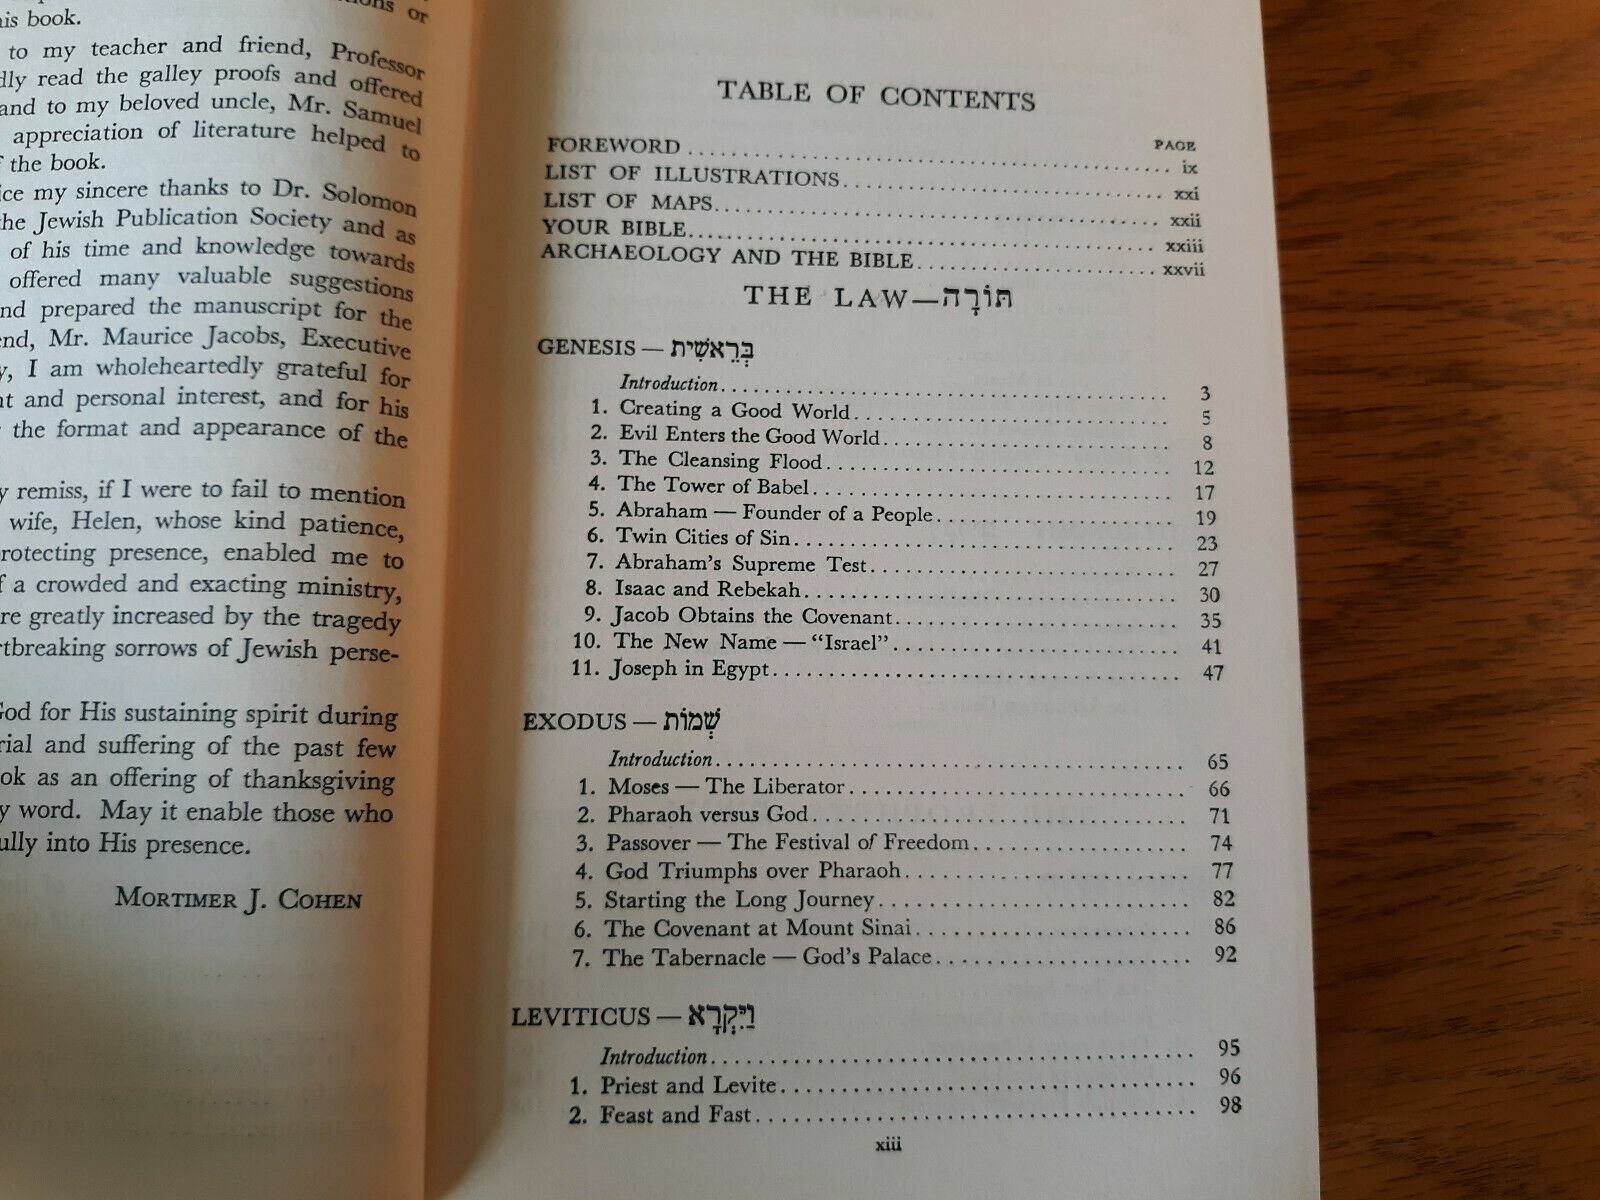 his book.
to my teacher and friend, Professor
read the galley proofs and offered
and to my beloved uncle, Mr. Samuel
appreciation of literature helped to
the book.
my sincere thanks to Dr. Solomon
the Jewish Publication Society and as
of his time and knowledge towards
offered many valuable suggestions
prepared the manuscript for the
Mr. Maurice Jacobs, Executive
I am wholeheartedly grateful for
and personal interest, and for his
the format and appearance of the
remiss, if I were to fail to mention
wife, Helen, whose kind patience,
protecting presence, enabled me to
a crowded and exacting ministry,
greatly increased by the tragedy
sorrows of Jewish perse-
God for His sustaining spirit during
and suffering of the past few
as an offering of thanksgiving
word. May it enable those who
into His presence.
MORTIMER J. COHEN
TABLE OF CONTENTS
PAGE
FOREWORD ix
LIST OF ILLUSTRATIONS xxi
LIST OF MAPS xxii
YOUR BIBLE xxiii
ARCHAEOLOGY AND THE BIBLE xxvii
THE LAW—תּוֹרָה
GENESIS — בְּרֵאשִׁית
Introduction 3
1. Creating a Good World 5
2. Evil Enters the Good World 8
3. The Cleansing Flood 12
4. The Tower of Babel 17
5. Abraham — Founder of a People 19
6. Twin Cities of Sin 23
7. Abraham's Supreme Test 27
8. Isaac and Rebekah 30
9. Jacob Obtains the Covenant 35
10. The New Name — "Israel" 41
11. Joseph in Egypt 47
EXODUS — שְׁמוֹת
Introduction 65
1. Moses — The Liberator 66
2. Pharaoh versus God 71
3. Passover — The Festival of Freedom 74
4. God Triumphs over Pharaoh 77
5. Starting the Long Journey 82
6. The Covenant at Mount Sinai 86
7. The Tabernacle — God's Palace 92
LEVITICUS — וַיִּקְרָא
Introduction 95
1. Priest and Levite 96
2. Feast and Fast 98
xiii